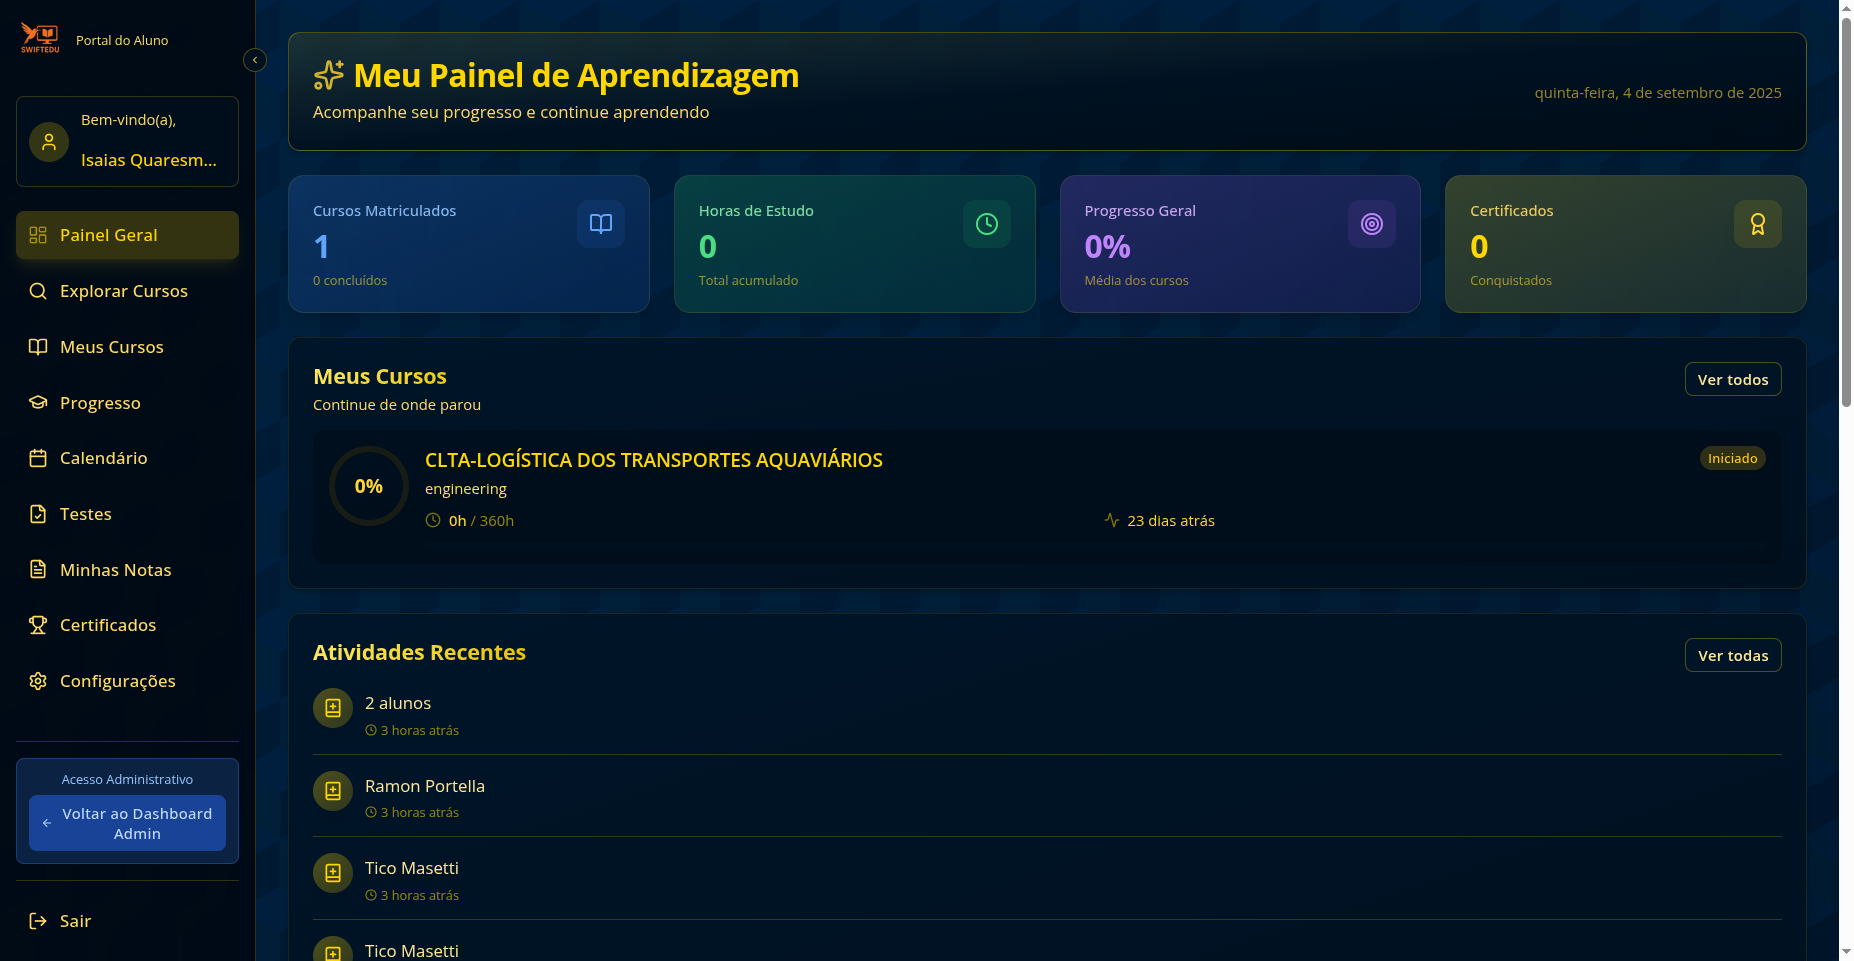 SWIFTEDU
Portal do Aluno
Bem-vindo(a),
Isaias Quaresm...
Painel Geral
Explorar Cursos
Meus Cursos
Progresso
Calendário
Testes
Minhas Notas
Certificados
Configurações
Acesso Administrativo
Voltar ao Dashboard
Admin
Sair
Meu Painel de Aprendizagem
Acompanhe seu progresso e continue aprendendo
quinta-feira, 4 de setembro de 2025
Cursos Matriculados
1
0 concluídos
Horas de Estudo
0
Total acumulado
Progresso Geral
0%
Média dos cursos
Certificados
0
Conquistados
Meus Cursos
Continue de onde parou
Ver todos
0%
CLTA-LOGÍSTICA DOS TRANSPORTES AQUAVIÁRIOS
Iniciado
engineering
0h / 360h
23 dias atrás
Atividades Recentes
Ver todas
2 alunos
3 horas atrás
Ramon Portella
3 horas atrás
Tico Masetti
3 horas atrás
Tico Masetti